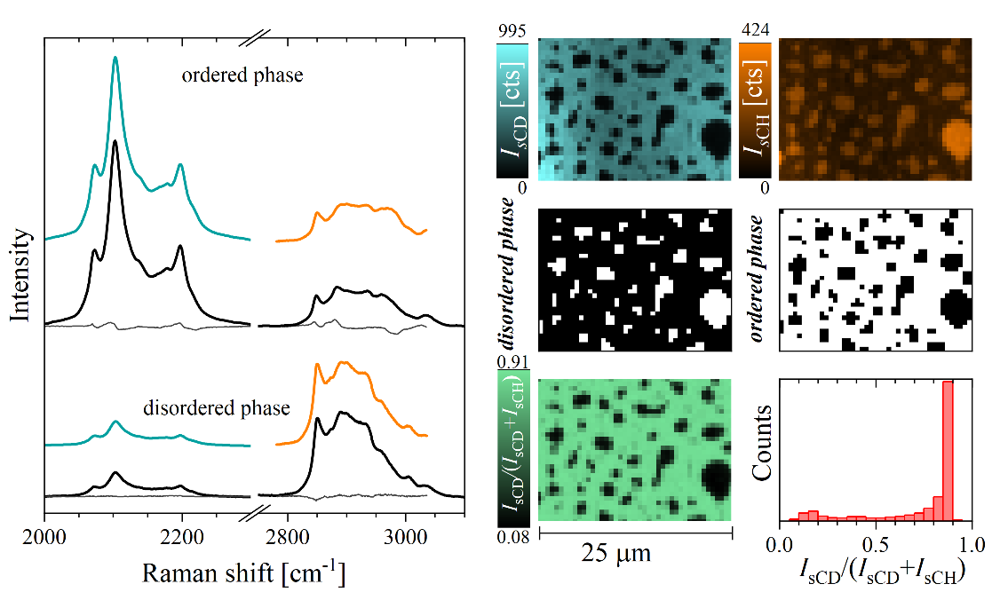 ordered phase
disordered phase
Intensity
2000
2200
2800
3000
Raman shift [cm⁻¹]
995
IsCD [cts]
0
424
IsCH [cts]
0
disordered phase
ordered phase
0.91
IsCD/(IsCD+IsCH)
0.08
25 μm
Counts
0.0
0.5
1.0
IsCD/(IsCD+IsCH)